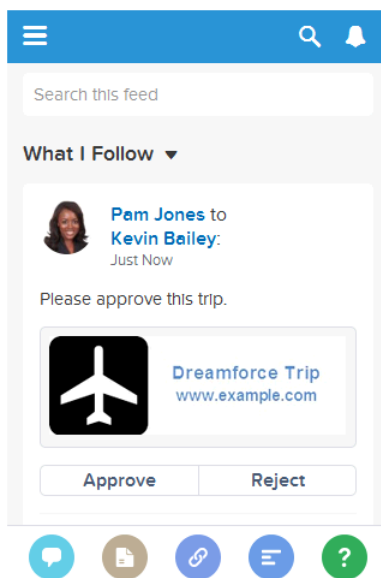 Search this feed
What I Follow
Pam Jones to
Kevin Bailey:
Just Now
Please approve this trip.
Dreamforce Trip
www.example.com
Approve
Reject
?